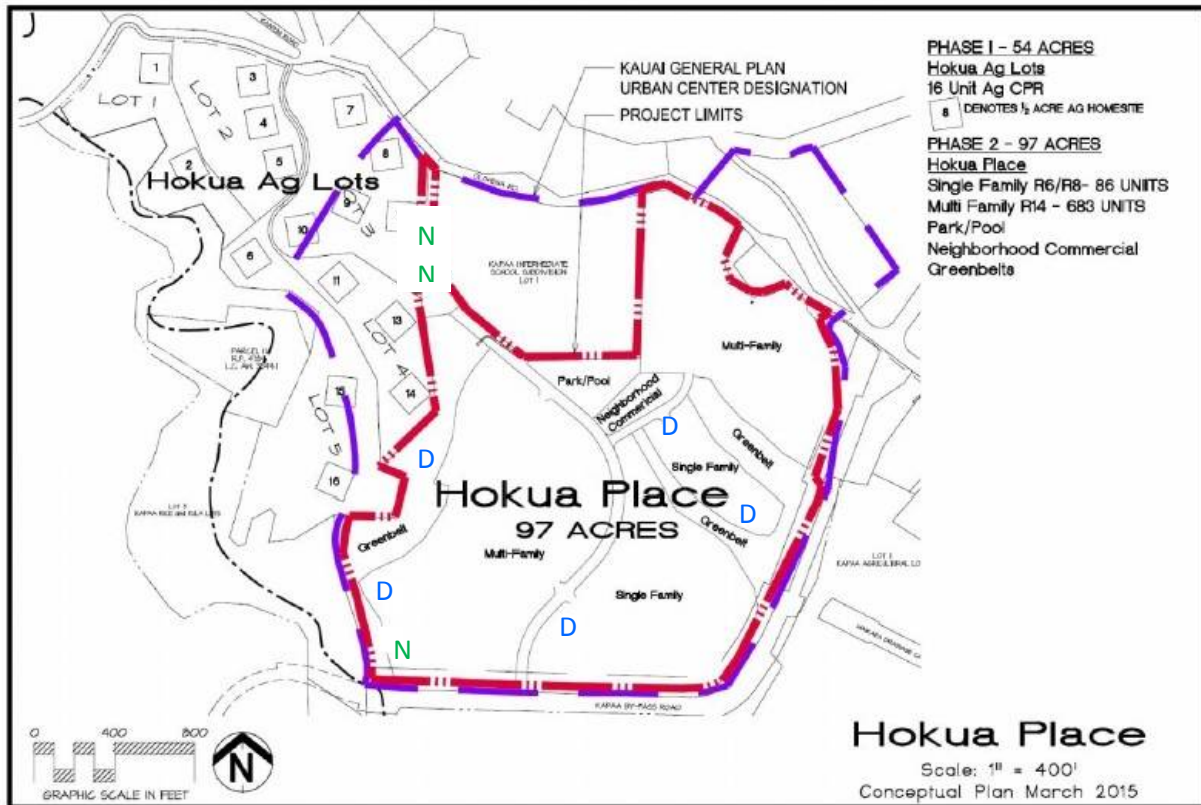 KAUAI GENERAL PLAN
URBAN CENTER DESIGNATION
PROJECT LIMITS
PHASE I - 54 ACRES
Hokua Ag Lots
16 Unit Ag CPR
8 DENOTES ½ ACRE AG HOMESITE
PHASE 2 - 97 ACRES
Hokua Place
Single Family R6/R8- 86 UNITS
Multi Family R14 - 683 UNITS
Park/Pool
Neighborhood Commercial
Greenbelts
1
LOT 1
LOT 2
3
4
5
2
7
8
Hokua Ag Lots
9
LOT 3
10
6
11
13
LOT 4
14
15
LOT 5
16
N
N
KAPAA INTERMEDIATE
SCHOOL SUBDIVISION
LOT 1
Multi-Family
Park/Pool
Neighborhood
Commercial
D
D
Greenbelt
Single Family
Hokua Place
97 ACRES
D
Greenbelt
Greenbelt
Multi-Family
D
Single Family
D
N
KAPAA BY-PASS ROAD
0 400 800
GRAPHIC SCALE IN FEET
N
Hokua Place
Scale: 1" = 400'
Conceptual Plan March 2015